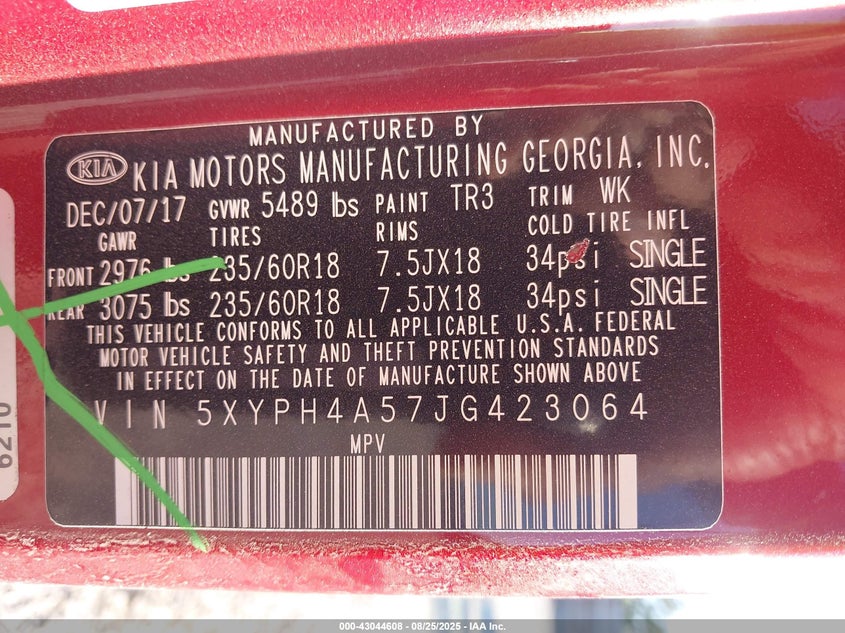 MANUFACTURED BY
KIA KIA MOTORS MANUFACTURING GEORGIA, INC.
DEC/07/17 GVWR 5489 lbs PAINT TR3 TRIM WK
GAWR TIRES RIMS COLD TIRE INFL
FRONT 2976 lbs 235/60R18 7.5JX18 34psi SINGLE
REAR 3075 lbs 235/60R18 7.5JX18 34psi SINGLE
THIS VEHICLE CONFORMS TO ALL APPLICABLE U.S.A. FEDERAL
MOTOR VEHICLE SAFETY AND THEFT PREVENTION STANDARDS
IN EFFECT ON THE DATE OF MANUFACTURE SHOWN ABOVE
VIN 5XYPH4A57JG423064
MPV
6210
000-43044608 - 08/25/2025 - IAA Inc.